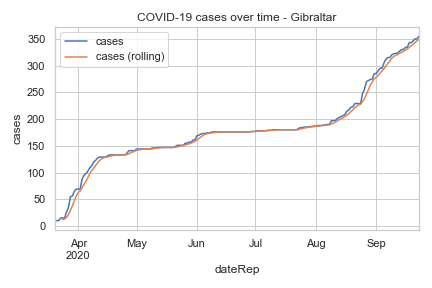 COVID-19 cases over time - Gibraltar
cases
cases (rolling)
350
300
250
200
150
100
50
0
cases
Apr May Jun Jul Aug Sep
2020
dateRep